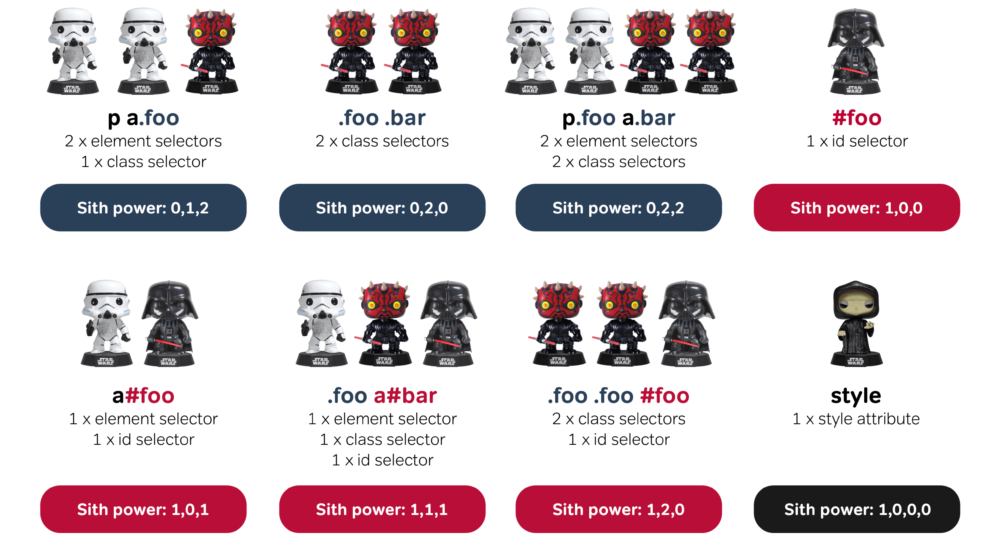 STAR WARS STAR WARS STAR WARS
p a.foo
2 x element selectors
1 x class selector
Sith power: 0,1,2
STAR WARS STAR WARS
.foo .bar
2 x class selectors
Sith power: 0,2,0
STAR WARS STAR WARS STAR WARS STAR WARS
p.foo a.bar
2 x element selectors
2 x class selectors
Sith power: 0,2,2
STAR WARS
#foo
1 x id selector
Sith power: 1,0,0
STAR WARS STAR WARS
a#foo
1 x element selector
1 x id selector
Sith power: 1,0,1
STAR WARS STAR WARS STAR WARS
.foo a#bar
1 x element selector
1 x class selector
1 x id selector
Sith power: 1,1,1
STAR WARS STAR WARS STAR WARS
.foo .foo #foo
2 x class selectors
1 x id selector
Sith power: 1,2,0
STAR WARS
style
1 x style attribute
Sith power: 1,0,0,0